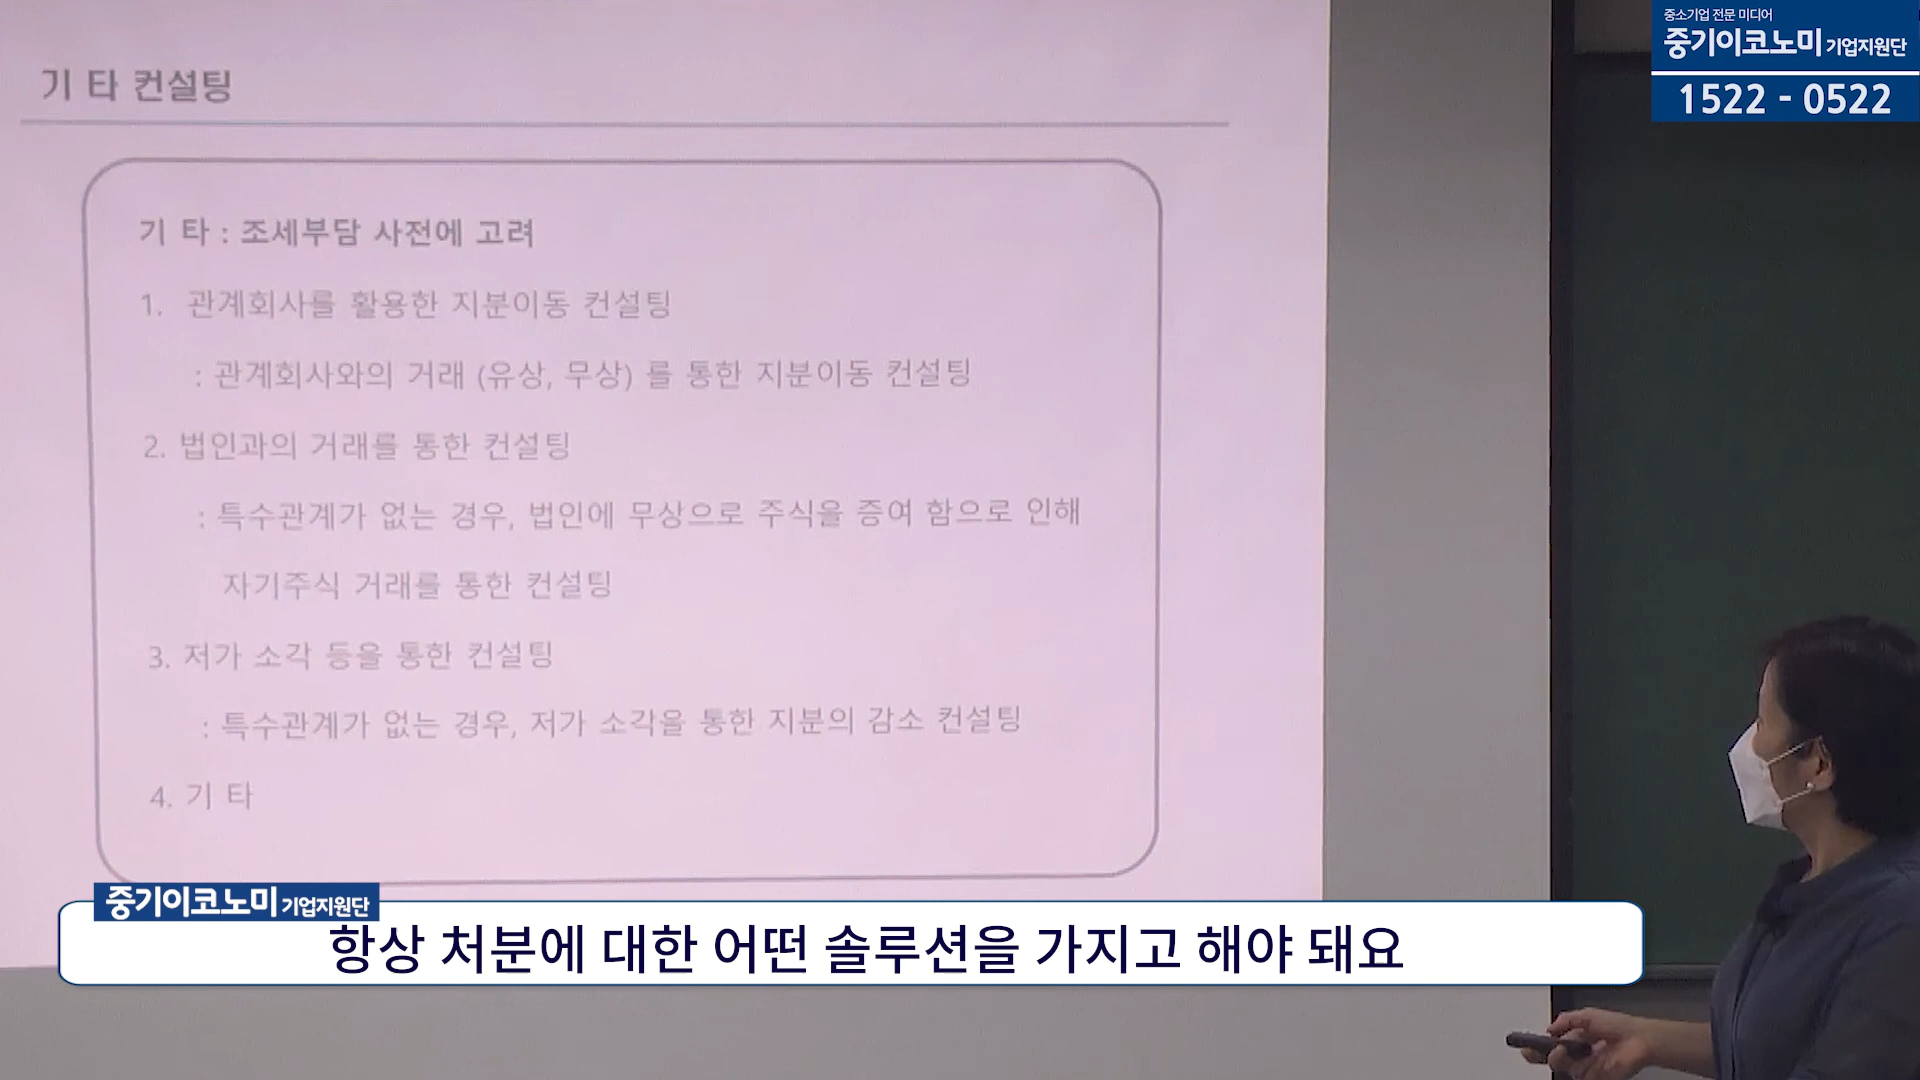 중소기업 전문 미디어
중기이코노미 기업지원단
1522 - 0522
기 타 컨설팅
기 타 : 조세부담 사전에 고려
1. 관계회사를 활용한 지분이동 컨설팅
: 관계회사와의 거래 (유상, 무상) 를 통한 지분이동 컨설팅
2. 법인과의 거래를 통한 컨설팅
: 특수관계가 없는 경우, 법인에 무상으로 주식을 증여 함으로 인해
자기주식 거래를 통한 컨설팅
3. 저가 소각 등을 통한 컨설팅
: 특수관계가 없는 경우, 저가 소각을 통한 지분의 감소 컨설팅
4. 기 타
중기이코노미 기업지원단
항상 처분에 대한 어떤 솔루션을 가지고 해야 돼요